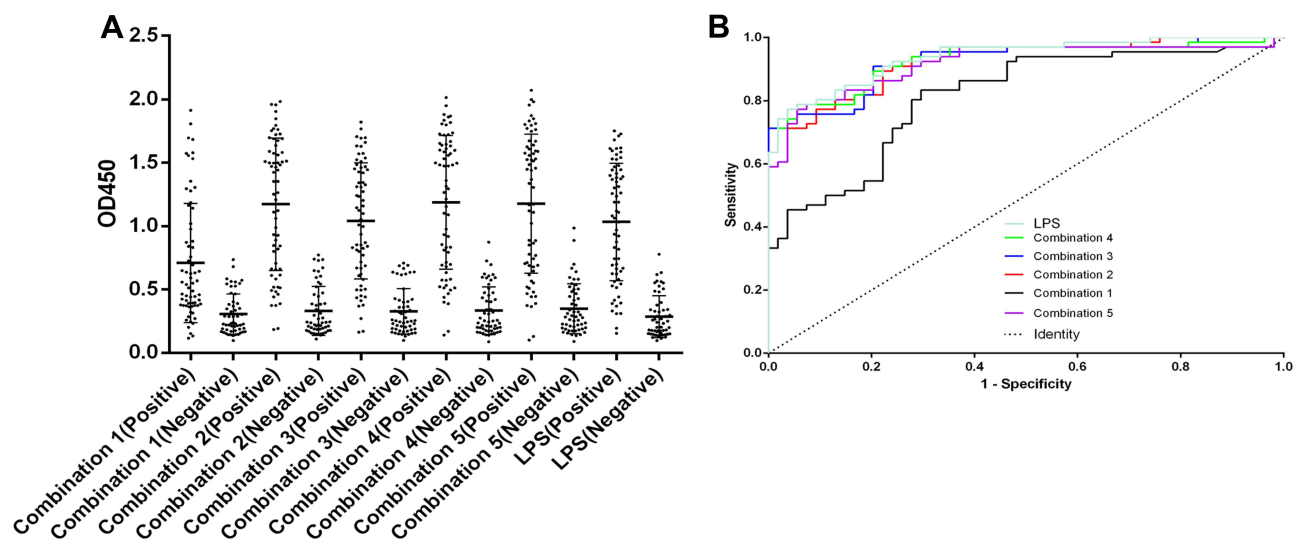 A
OD450
2.5
2.0
1.5
1.0
0.5
0.0
Combination 1(Positive)
Combination 1(Negative)
Combination 2(Positive)
Combination 2(Negative)
Combination 3(Positive)
Combination 3(Negative)
Combination 4(Positive)
Combination 4(Negative)
Combination 5(Positive)
Combination 5(Negative)
LPS(Positive)
LPS(Negative)
B
Sensitivity
1.0
0.8
0.6
0.4
0.2
0.0
0.0 0.2 0.4 0.6 0.8 1.0
1 - Specificity
LPS
Combination 4
Combination 3
Combination 2
Combination 1
Combination 5
Identity